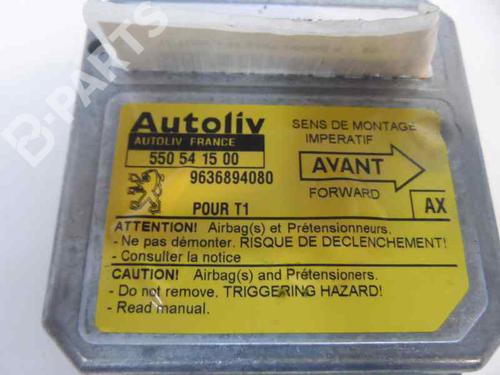 B-PARTS
Autoliv
AUTOLIV FRANCE
550 54 15 00
9636894080
POUR T1
SENS DE MONTAGE
IMPERATIF
AVANT
FORWARD
AX
ATTENTION! Airbag(s) et Prétensionneurs.
- Ne pas démonter. RISQUE DE DECLENCHEMENT!
- Consulter la notice
CAUTION! Airbag(s) and Prétensioners.
- Do not remove. TRIGGERING HAZARD!
- Read manual.